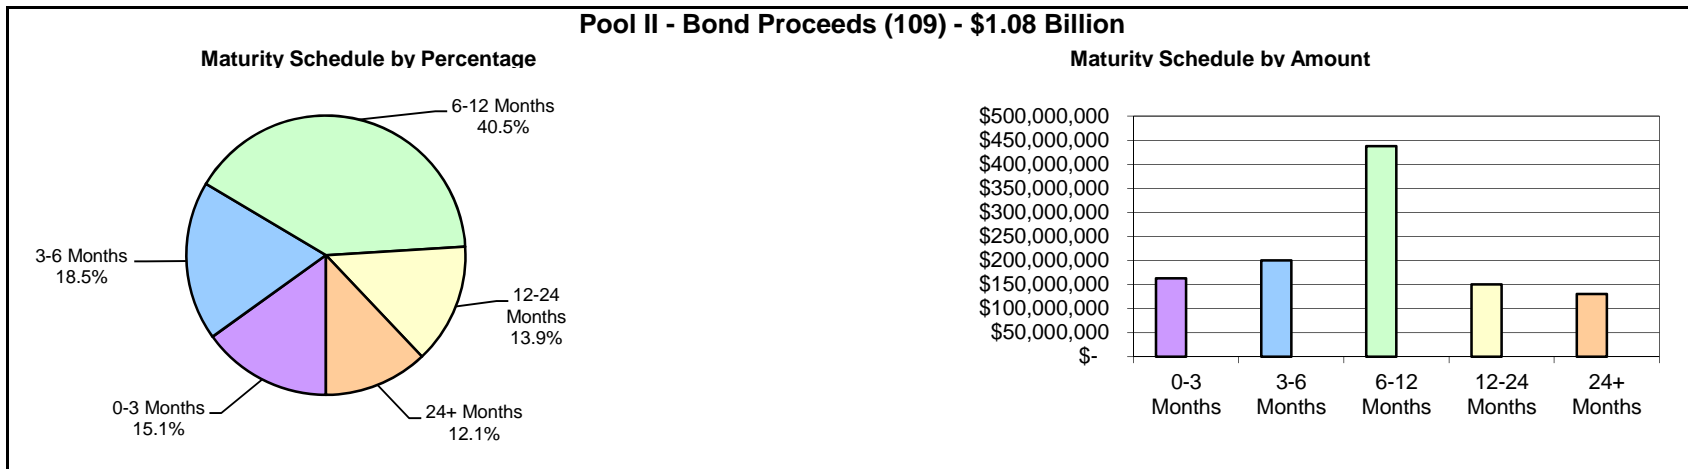 Pool II - Bond Proceeds (109) - $1.08 Billion
Maturity Schedule by Percentage
6-12 Months
40.5%
3-6 Months
18.5%
12-24
Months
13.9%
0-3 Months
15.1%
24+ Months
12.1%
Maturity Schedule by Amount
$500,000,000
$450,000,000
$400,000,000
$350,000,000
$300,000,000
$250,000,000
$200,000,000
$150,000,000
$100,000,000
$50,000,000
$-
0-3 3-6 6-12 12-24 24+
Months Months Months Months Months